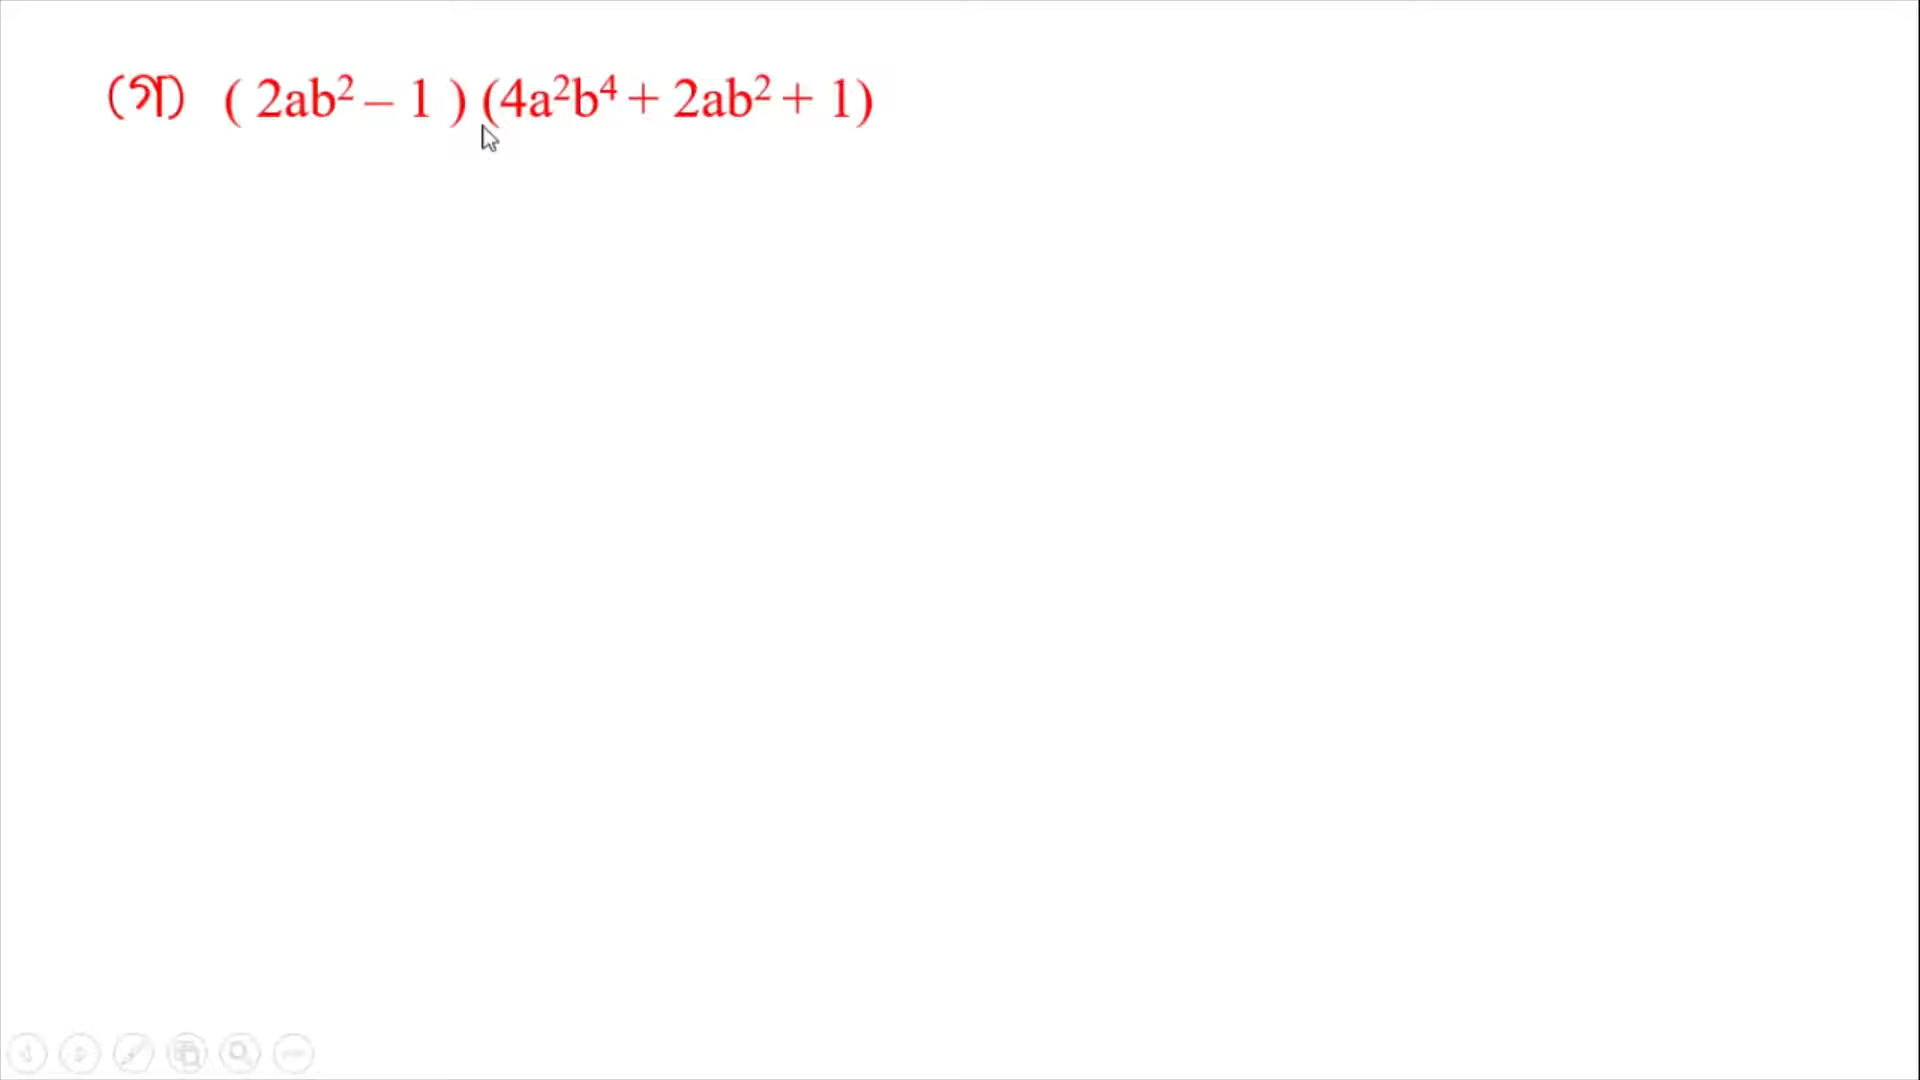 (গ) ( 2ab² – 1 ) (4a²b⁴ + 2ab² + 1)